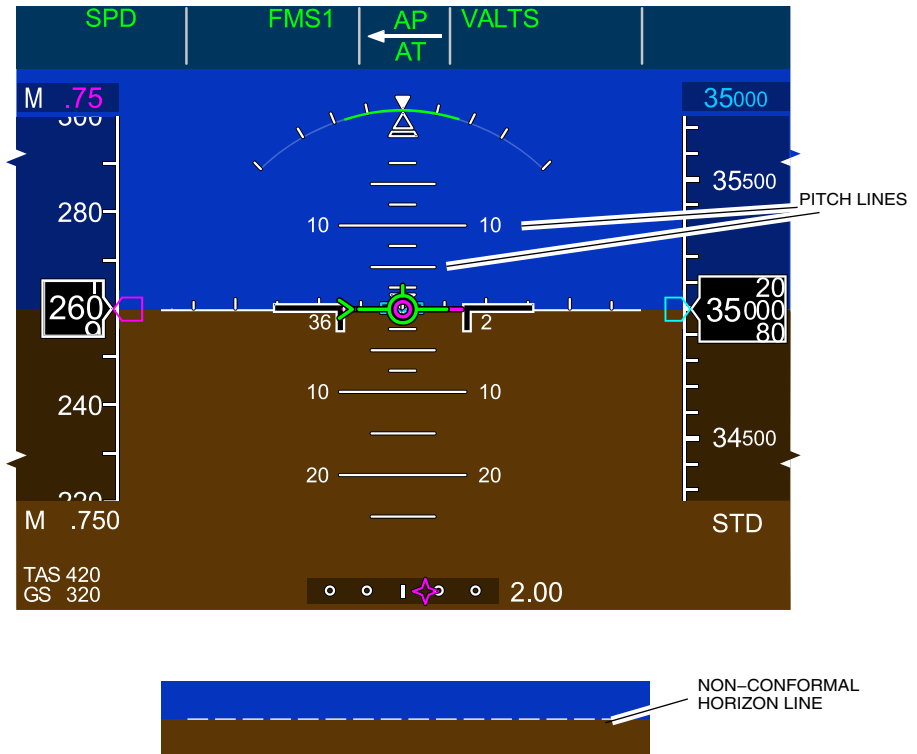 SPD FMS1 AP VALTS
AT
M .75
35000
300
35500
280
PITCH LINES
10 10
260
9
20
35000
80
36 2
10 10
240
34500
20 20
220
M .750
STD
TAS 420
GS 320
2.00
NON–CONFORMAL
HORIZON LINE